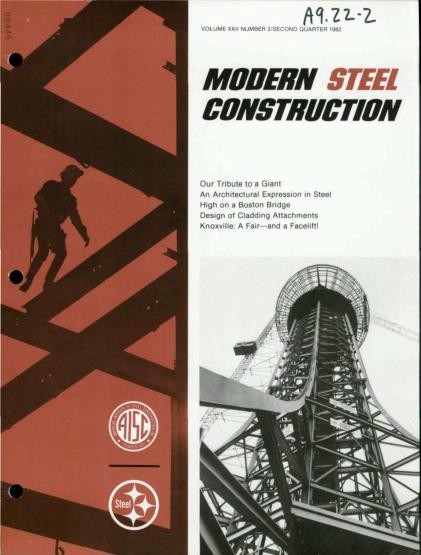 A9.22-2
VOLUME XXII NUMBER 2/SECOND QUARTER 1982
MODERN STEEL
CONSTRUCTION
Our Tribute to a Giant
An Architectural Expression in Steel
High on a Boston Bridge
Design of Cladding Attachments
Knoxville: A Fair—and a Facelift!
AISC
Steel